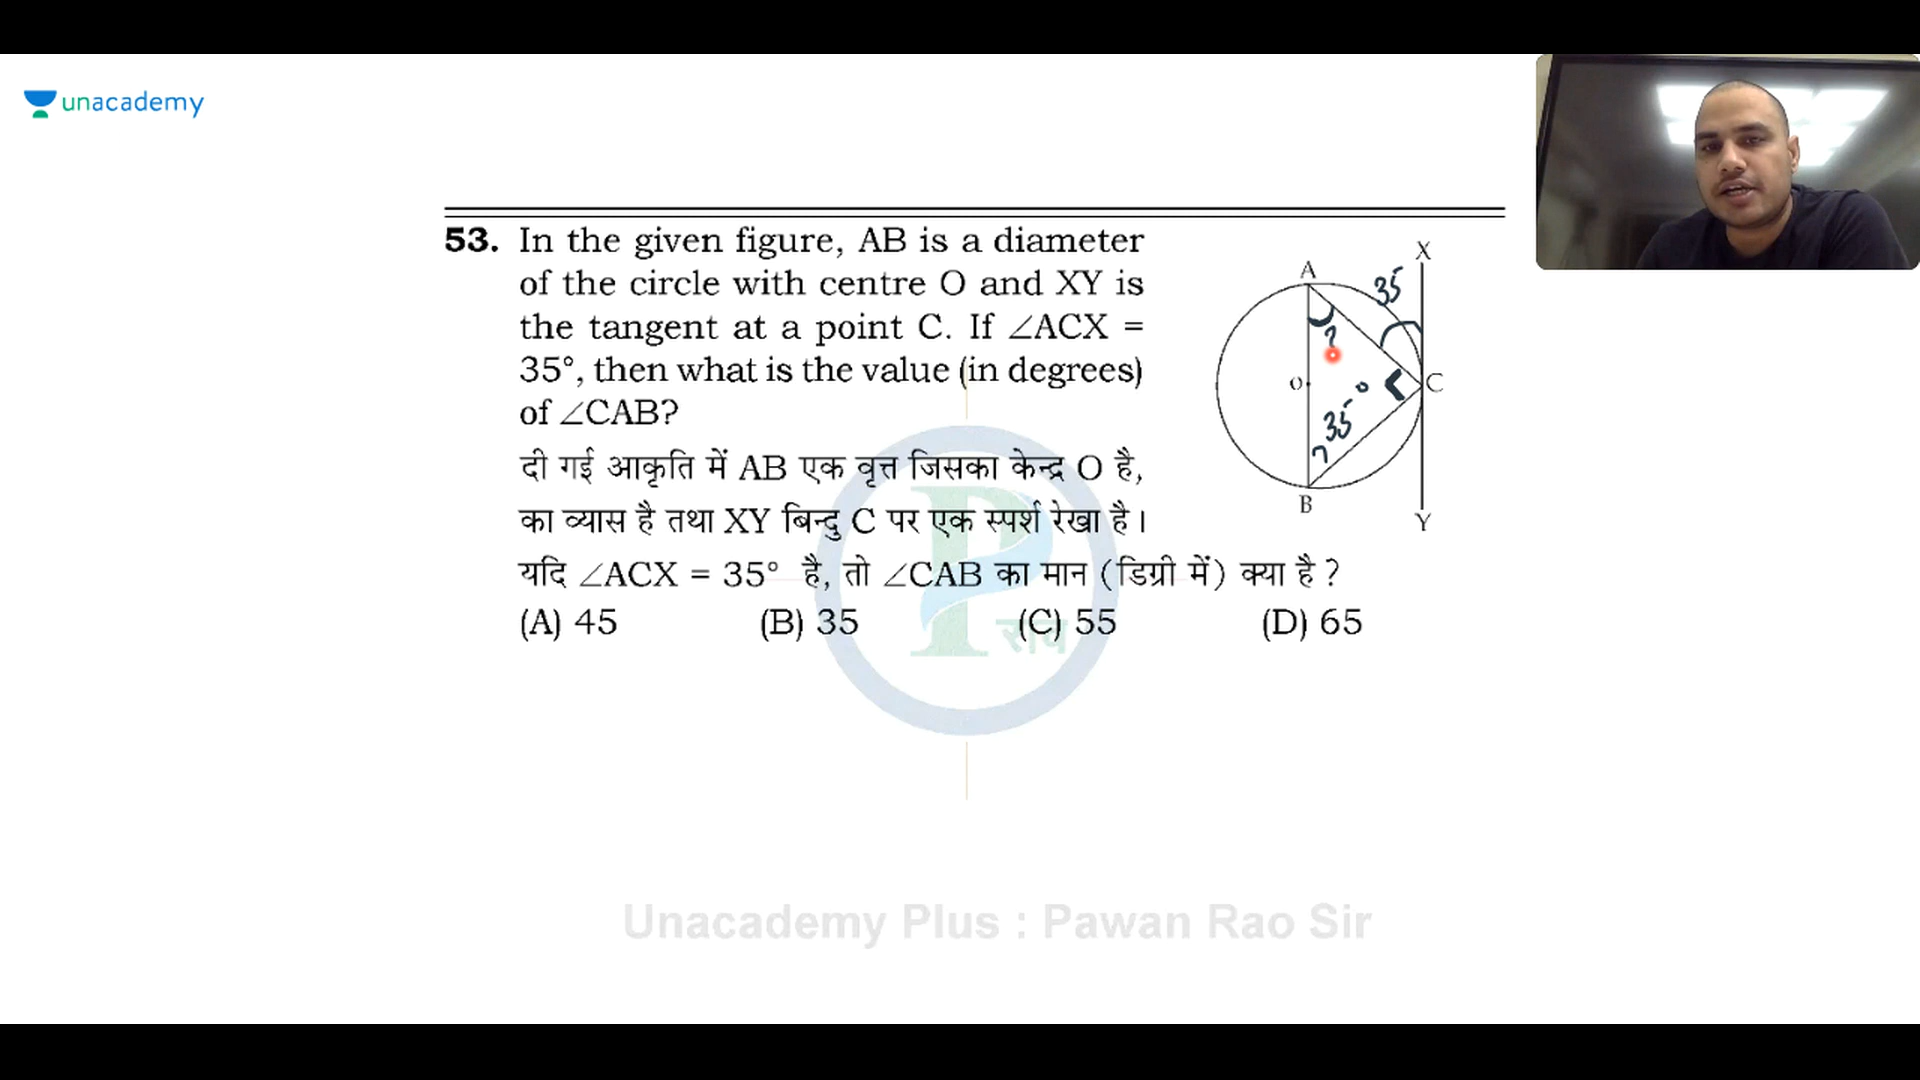 unacademy
53. In the given figure, AB is a diameter
of the circle with centre O and XY is
the tangent at a point C. If ∠ACX =
35°, then what is the value (in degrees)
of ∠CAB?
दी गई आकृति में AB एक वृत्त जिसका केन्द्र O है,
का व्यास है तथा XY बिन्दु C पर एक स्पर्श रेखा है।
यदि ∠ACX = 35° है, तो ∠CAB का मान (डिग्री में) क्या है ?
(A) 45 (B) 35 (C) 55 (D) 65
X
A
35
?
O
C
35°
B
Y
P
राव
Unacademy Plus : Pawan Rao Sir